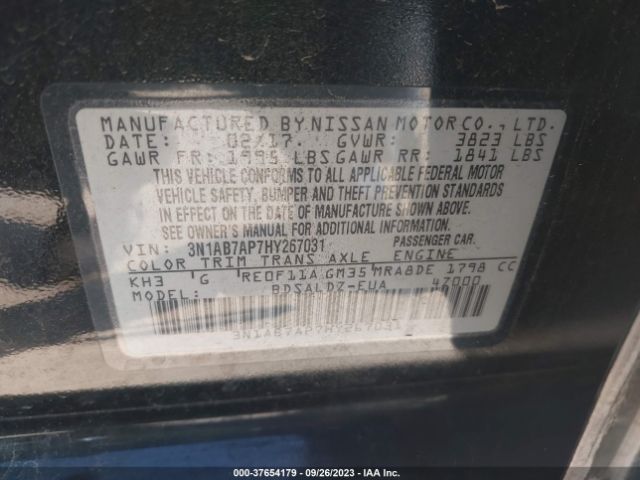 MANUFACTURED BY NISSAN MOTOR CO., LTD.
DATE: 02/17 GVWR: 3823 LBS
GAWR FR: 1995 LBS GAWR RR: 1841 LBS
THIS VEHICLE CONFORMS TO ALL APPLICABLE FEDERAL MOTOR
VEHICLE SAFETY, BUMPER AND THEFT PREVENTION STANDARDS
IN EFFECT ON THE DATE OF MANUFACTURE SHOWN ABOVE.
SEE OWNER'S MANUAL FOR ADDITIONAL INFORMATION.
VIN: 3N1AB7AP7HY267031 PASSENGER CAR.
COLOR TRIM TRANS AXLE ENGINE
KH3 G RE0F11A GM35 MRA8DE 1798 CC
MODEL: BDSALDZ-EUA 47000
3N1AB7AP7HY267031
STOCK #: 37654179 (09/26/2023) (IAA Inc.)